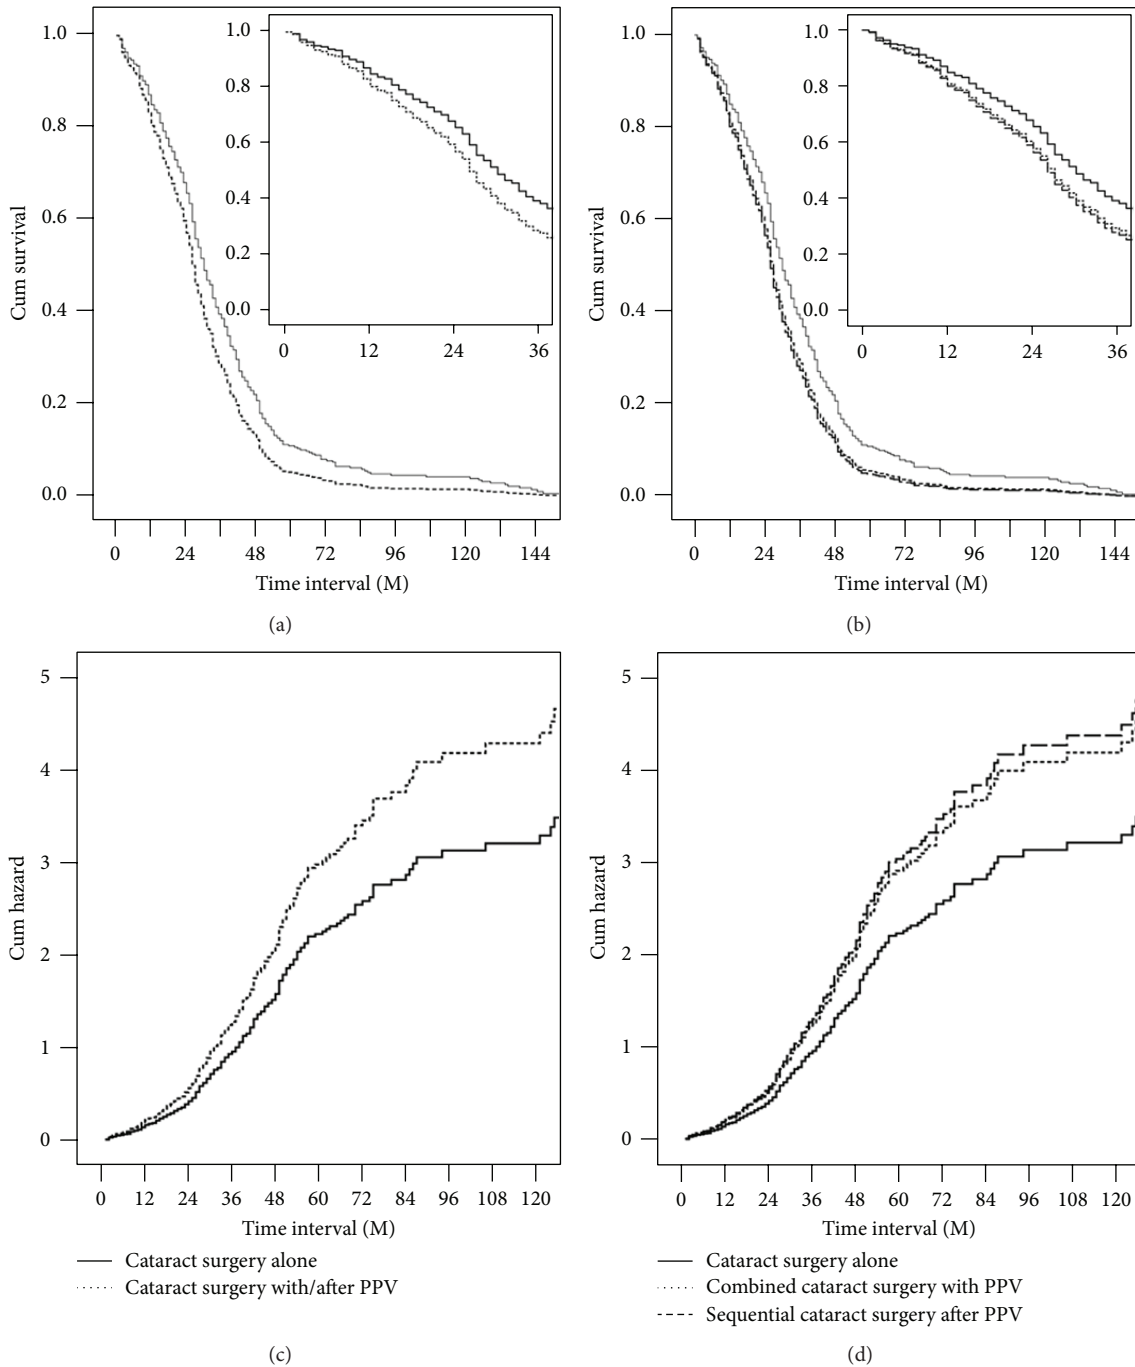 1.0
0.8
0.6
0.4
0.2
0.0
Cum survival
1.0
0.8
0.6
0.4
0.2
0.0
0 12 24 36
0 24 48 72 96 120 144
Time interval (M)
(a)
1.0
0.8
0.6
0.4
0.2
0.0
Cum survival
1.0
0.8
0.6
0.4
0.2
0.0
0 12 24 36
0 24 48 72 96 120 144
Time interval (M)
(b)
5
4
3
2
1
0
Cum hazard
0 12 24 36 48 60 72 84 96 108 120
Time interval (M)
Cataract surgery alone
Cataract surgery with/after PPV
(c)
5
4
3
2
1
0
Cum hazard
0 12 24 36 48 60 72 84 96 108 120
Time interval (M)
Cataract surgery alone
Combined cataract surgery with PPV
Sequential cataract surgery after PPV
(d)